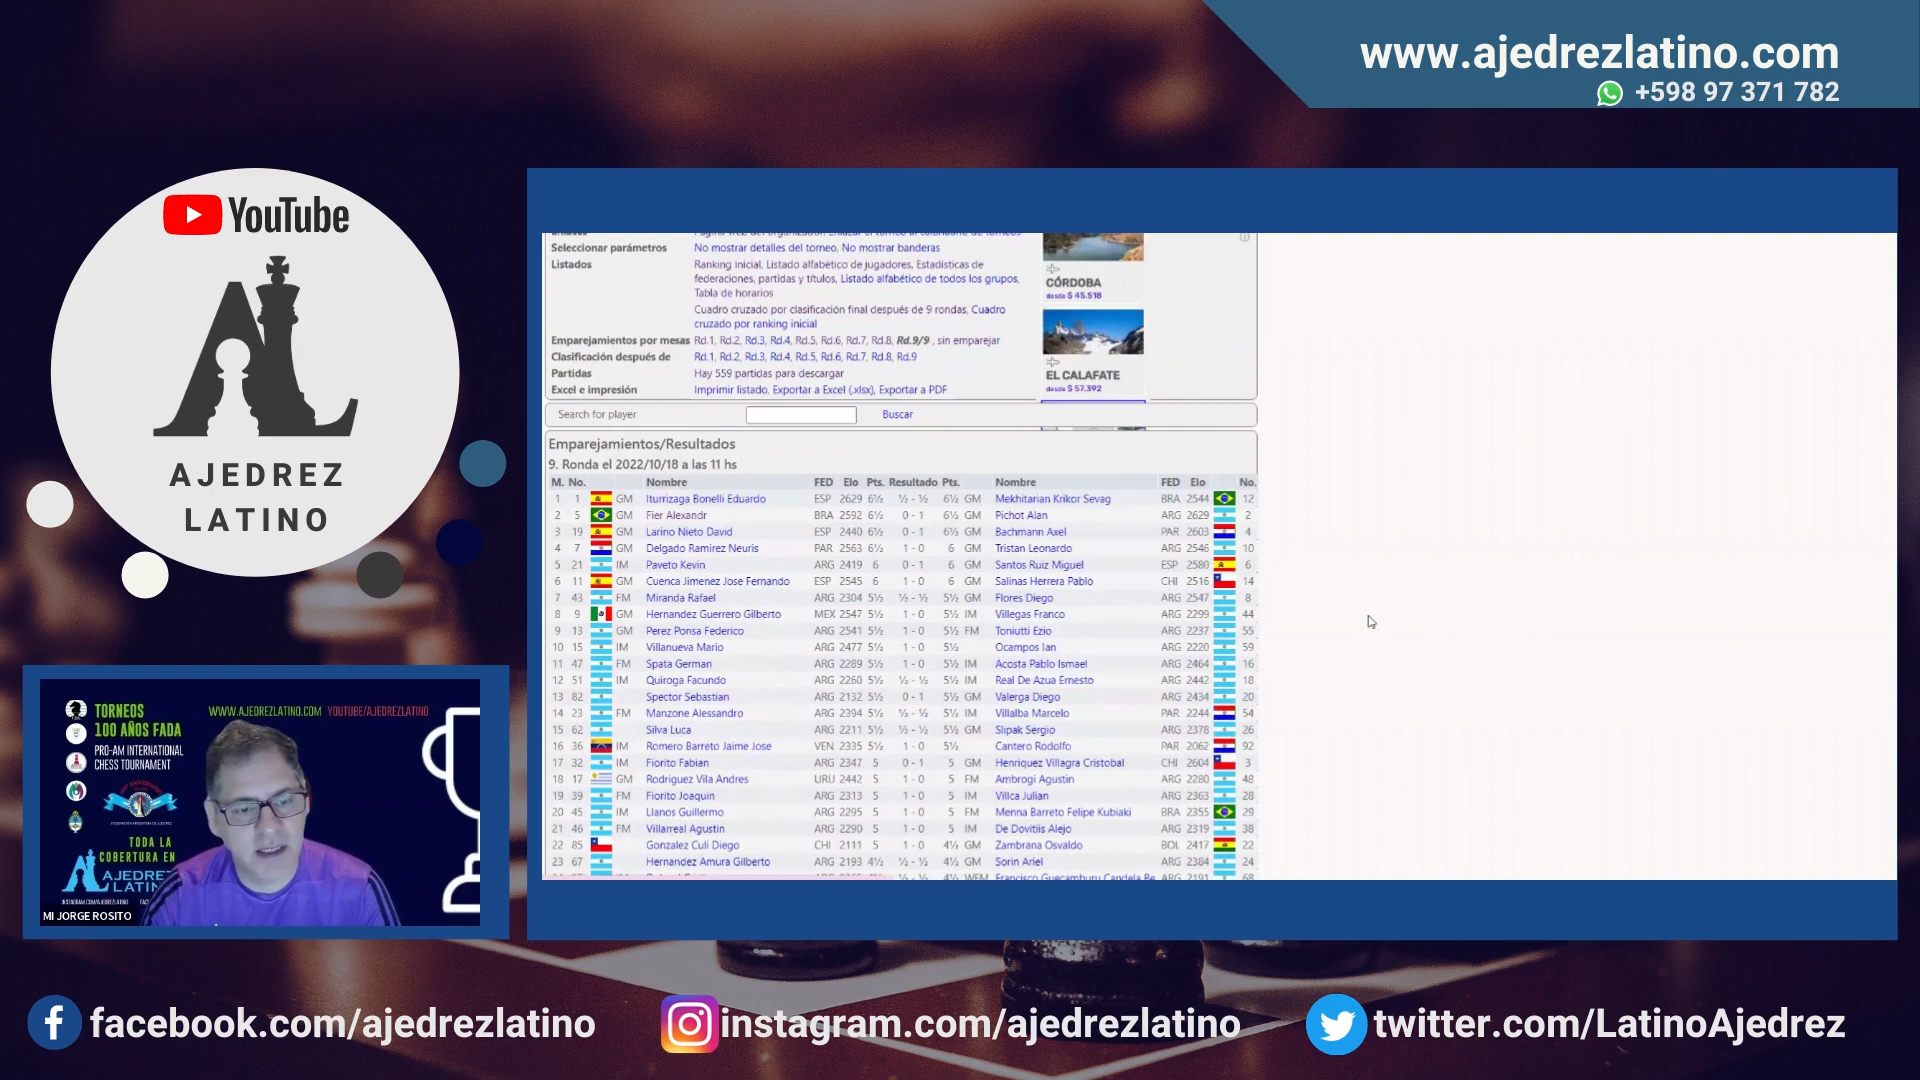 www.ajedrezlatino.com
+598 97 371 782
YouTube
AJEDREZ
LATINO
Seleccionar parámetros No mostrar detalles del torneo, No mostrar banderas
Listados Ranking inicial, Listado alfabético de jugadores, Estadísticas de
federaciones, partidas y títulos, Listado alfabético de todos los grupos,
Tabla de horarios
Cuadro cruzado por clasificación final después de 9 rondas, Cuadro
cruzado por ranking inicial
Emparejamientos por mesas Rd.1, Rd.2, Rd.3, Rd.4, Rd.5, Rd.6, Rd.7, Rd.8, Rd.9/9 , sin emparejar
Clasificación después de Rd.1, Rd.2, Rd.3, Rd.4, Rd.5, Rd.6, Rd.7, Rd.8, Rd.9
Partidas Hay 559 partidas para descargar
Excel e impresión Imprimir listado, Exportar a Excel (.xlsx), Exportar a PDF
CÓRDOBA
desde $ 45.518
EL CALAFATE
desde $ 57.392
Search for player Buscar
Emparejamientos/Resultados
9. Ronda el 2022/10/18 a las 11 hs
M. No. Nombre FED Elo Pts. Resultado Pts. Nombre FED Elo No.
1 1 GM Iturrizaga Bonelli Eduardo ESP 2629 6½ ½ - ½ 6½ GM Mekhitarian Krikor Sevag BRA 2544 12
2 5 GM Fier Alexandr BRA 2592 6½ 0 - 1 6½ GM Pichot Alan ARG 2629 2
3 19 GM Larino Nieto David ESP 2440 6½ 0 - 1 6½ GM Bachmann Axel PAR 2603 4
4 7 GM Delgado Ramirez Neuris PAR 2563 6½ 1 - 0 6 GM Tristan Leonardo ARG 2546 10
5 21 IM Paveto Kevin ARG 2419 6 0 - 1 6 GM Santos Ruiz Miguel ESP 2580 6
6 11 GM Cuenca Jimenez Jose Fernando ESP 2545 6 1 - 0 6 GM Salinas Herrera Pablo CHI 2516 14
7 43 FM Miranda Rafael ARG 2304 5½ ½ - ½ 5½ GM Flores Diego ARG 2547 8
8 9 GM Hernandez Guerrero Gilberto MEX 2547 5½ 1 - 0 5½ IM Villegas Franco ARG 2299 44
9 13 GM Perez Ponsa Federico ARG 2541 5½ 1 - 0 5½ FM Toniutti Ezio ARG 2237 55
10 15 IM Villanueva Mario ARG 2477 5½ 1 - 0 5½ Ocampos Ian ARG 2220 59
11 47 FM Spata German ARG 2289 5½ 1 - 0 5½ IM Acosta Pablo Ismael ARG 2464 16
12 51 IM Quiroga Facundo ARG 2260 5½ ½ - ½ 5½ IM Real De Azua Ernesto ARG 2442 18
13 82 Spector Sebastian ARG 2132 5½ 0 - 1 5½ GM Valerga Diego ARG 2434 20
14 23 FM Manzone Alessandro ARG 2394 5½ ½ - ½ 5½ IM Villalba Marcelo PAR 2244 54
15 62 Silva Luca ARG 2211 5½ ½ - ½ 5½ GM Slipak Sergio ARG 2378 26
16 36 IM Romero Barreto Jaime Jose VEN 2335 5½ 1 - 0 5½ Cantero Rodolfo PAR 2062 92
17 32 IM Fiorito Fabian ARG 2347 5 0 - 1 5 GM Henriquez Villagra Cristobal CHI 2604 3
18 17 GM Rodriguez Vila Andres URU 2442 5 1 - 0 5 FM Ambrogi Agustin ARG 2280 48
19 39 FM Fiorito Joaquin ARG 2313 5 1 - 0 5 IM Villca Julian ARG 2363 28
20 45 IM Llanos Guillermo ARG 2295 5 1 - 0 5 FM Menna Barreto Felipe Kubiaki BRA 2355 29
21 46 FM Villarreal Agustin ARG 2290 5 1 - 0 5 IM De Dovitiis Alejo ARG 2319 38
22 85 Gonzalez Culi Diego CHI 2111 5 1 - 0 4½ GM Zambrana Osvaldo BOL 2417 22
23 67 Hernandez Amura Gilberto ARG 2193 4½ ½ - ½ 4½ GM Sorin Ariel ARG 2384 24
½ - ½ 4½ WFM Francisco Guecamburu Candela Be ARG 2191 68
TORNEOS
100 AÑOS FADA
PRO-AM INTERNATIONAL
CHESS TOURNAMENT
WWW.AJEDREZLATINO.COM YOUTUBE/AJEDREZLATINO
TODA LA
COBERTURA EN
AJEDREZ
LATIN
MI JORGE ROSITO
facebook.com/ajedrezlatino
instagram.com/ajedrezlatino
twitter.com/LatinoAjedrez